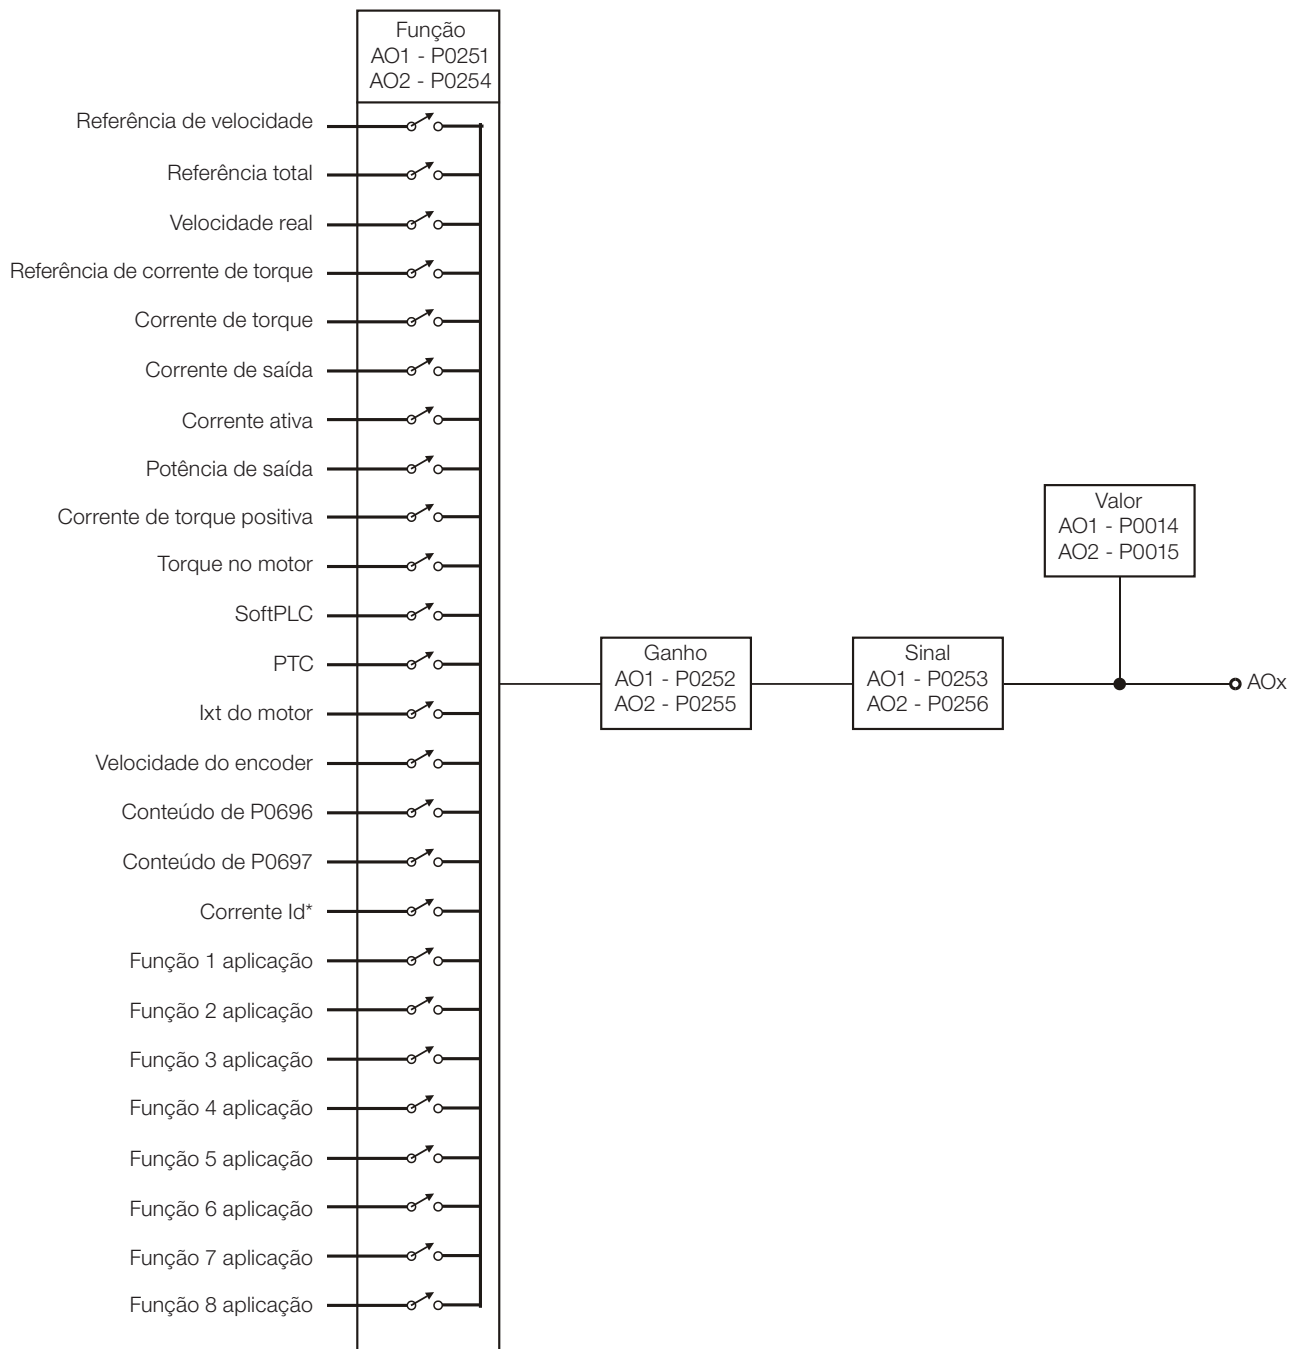 Função
AO1 - P0251
AO2 - P0254
Referência de velocidade
Referência total
Velocidade real
Referência de corrente de torque
Corrente de torque
Corrente de saída
Corrente ativa
Potência de saída
Corrente de torque positiva
Torque no motor
SoftPLC
PTC
Ixt do motor
Velocidade do encoder
Conteúdo de P0696
Conteúdo de P0697
Corrente Id*
Função 1 aplicação
Função 2 aplicação
Função 3 aplicação
Função 4 aplicação
Função 5 aplicação
Função 6 aplicação
Função 7 aplicação
Função 8 aplicação
Ganho
AO1 - P0252
AO2 - P0255
Sinal
AO1 - P0253
AO2 - P0256
Valor
AO1 - P0014
AO2 - P0015
AOx